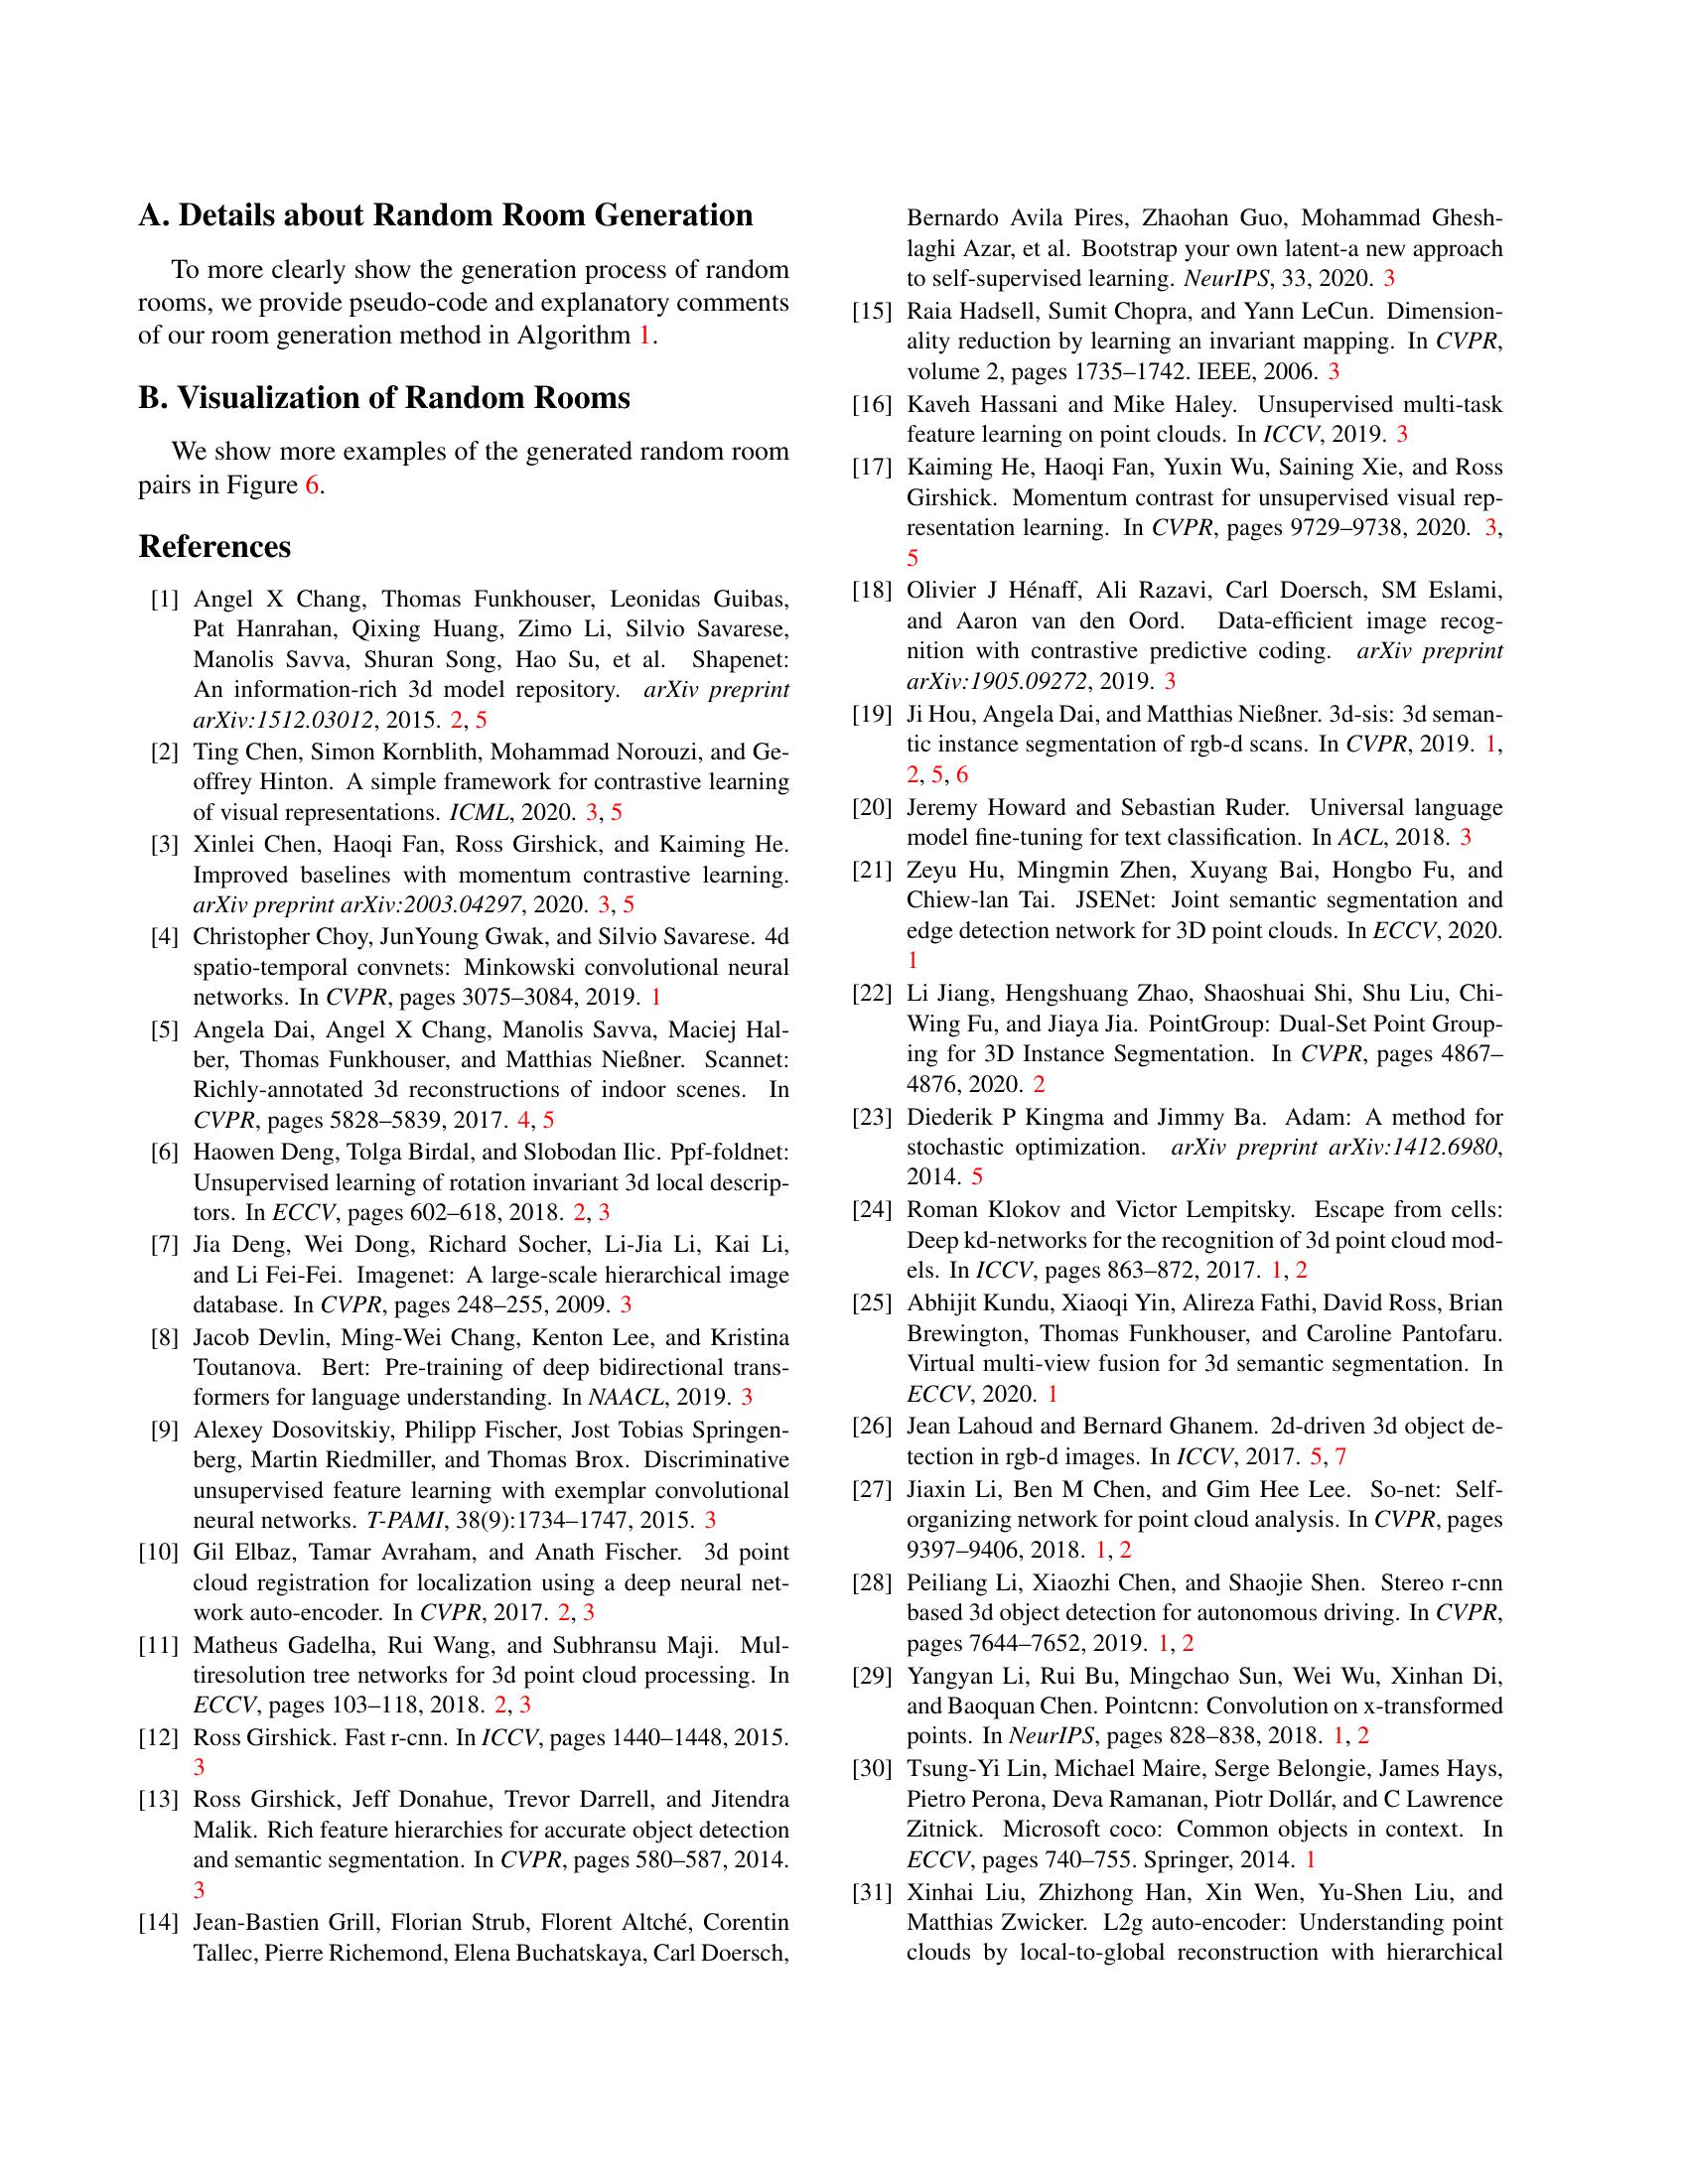 A. Details about Random Room Generation
To more clearly show the generation process of random
rooms, we provide pseudo-code and explanatory comments
of our room generation method in Algorithm 1.
B. Visualization of Random Rooms
We show more examples of the generated random room
pairs in Figure 6.
References
[1] Angel X Chang, Thomas Funkhouser, Leonidas Guibas,
Pat Hanrahan, Qixing Huang, Zimo Li, Silvio Savarese,
Manolis Savva, Shuran Song, Hao Su, et al. Shapenet:
An information-rich 3d model repository. arXiv preprint
arXiv:1512.03012, 2015. 2, 5
[2] Ting Chen, Simon Kornblith, Mohammad Norouzi, and Ge-
offrey Hinton. A simple framework for contrastive learning
of visual representations. ICML, 2020. 3, 5
[3] Xinlei Chen, Haoqi Fan, Ross Girshick, and Kaiming He.
Improved baselines with momentum contrastive learning.
arXiv preprint arXiv:2003.04297, 2020. 3, 5
[4] Christopher Choy, JunYoung Gwak, and Silvio Savarese. 4d
spatio-temporal convnets: Minkowski convolutional neural
networks. In CVPR, pages 3075–3084, 2019. 1
[5] Angela Dai, Angel X Chang, Manolis Savva, Maciej Hal-
ber, Thomas Funkhouser, and Matthias Nießner. Scannet:
Richly-annotated 3d reconstructions of indoor scenes. In
CVPR, pages 5828–5839, 2017. 4, 5
[6] Haowen Deng, Tolga Birdal, and Slobodan Ilic. Ppf-foldnet:
Unsupervised learning of rotation invariant 3d local descrip-
tors. In ECCV, pages 602–618, 2018. 2, 3
[7] Jia Deng, Wei Dong, Richard Socher, Li-Jia Li, Kai Li,
and Li Fei-Fei. Imagenet: A large-scale hierarchical image
database. In CVPR, pages 248–255, 2009. 3
[8] Jacob Devlin, Ming-Wei Chang, Kenton Lee, and Kristina
Toutanova. Bert: Pre-training of deep bidirectional trans-
formers for language understanding. In NAACL, 2019. 3
[9] Alexey Dosovitskiy, Philipp Fischer, Jost Tobias Springen-
berg, Martin Riedmiller, and Thomas Brox. Discriminative
unsupervised feature learning with exemplar convolutional
neural networks. T-PAMI, 38(9):1734–1747, 2015. 3
[10] Gil Elbaz, Tamar Avraham, and Anath Fischer. 3d point
cloud registration for localization using a deep neural net-
work auto-encoder. In CVPR, 2017. 2, 3
[11] Matheus Gadelha, Rui Wang, and Subhransu Maji. Mul-
tiresolution tree networks for 3d point cloud processing. In
ECCV, pages 103–118, 2018. 2, 3
[12] Ross Girshick. Fast r-cnn. In ICCV, pages 1440–1448, 2015.
3
[13] Ross Girshick, Jeff Donahue, Trevor Darrell, and Jitendra
Malik. Rich feature hierarchies for accurate object detection
and semantic segmentation. In CVPR, pages 580–587, 2014.
3
[14] Jean-Bastien Grill, Florian Strub, Florent Altché, Corentin
Tallec, Pierre Richemond, Elena Buchatskaya, Carl Doersch,
Bernardo Avila Pires, Zhaohan Guo, Mohammad Ghesh-
laghi Azar, et al. Bootstrap your own latent-a new approach
to self-supervised learning. NeurIPS, 33, 2020. 3
[15] Raia Hadsell, Sumit Chopra, and Yann LeCun. Dimension-
ality reduction by learning an invariant mapping. In CVPR,
volume 2, pages 1735–1742. IEEE, 2006. 3
[16] Kaveh Hassani and Mike Haley. Unsupervised multi-task
feature learning on point clouds. In ICCV, 2019. 3
[17] Kaiming He, Haoqi Fan, Yuxin Wu, Saining Xie, and Ross
Girshick. Momentum contrast for unsupervised visual rep-
resentation learning. In CVPR, pages 9729–9738, 2020. 3,
5
[18] Olivier J Hénaff, Ali Razavi, Carl Doersch, SM Eslami,
and Aaron van den Oord. Data-efficient image recog-
nition with contrastive predictive coding. arXiv preprint
arXiv:1905.09272, 2019. 3
[19] Ji Hou, Angela Dai, and Matthias Nießner. 3d-sis: 3d seman-
tic instance segmentation of rgb-d scans. In CVPR, 2019. 1,
2, 5, 6
[20] Jeremy Howard and Sebastian Ruder. Universal language
model fine-tuning for text classification. In ACL, 2018. 3
[21] Zeyu Hu, Mingmin Zhen, Xuyang Bai, Hongbo Fu, and
Chiew-lan Tai. JSENet: Joint semantic segmentation and
edge detection network for 3D point clouds. In ECCV, 2020.
1
[22] Li Jiang, Hengshuang Zhao, Shaoshuai Shi, Shu Liu, Chi-
Wing Fu, and Jiaya Jia. PointGroup: Dual-Set Point Group-
ing for 3D Instance Segmentation. In CVPR, pages 4867–
4876, 2020. 2
[23] Diederik P Kingma and Jimmy Ba. Adam: A method for
stochastic optimization. arXiv preprint arXiv:1412.6980,
2014. 5
[24] Roman Klokov and Victor Lempitsky. Escape from cells:
Deep kd-networks for the recognition of 3d point cloud mod-
els. In ICCV, pages 863–872, 2017. 1, 2
[25] Abhijit Kundu, Xiaoqi Yin, Alireza Fathi, David Ross, Brian
Brewington, Thomas Funkhouser, and Caroline Pantofaru.
Virtual multi-view fusion for 3d semantic segmentation. In
ECCV, 2020. 1
[26] Jean Lahoud and Bernard Ghanem. 2d-driven 3d object de-
tection in rgb-d images. In ICCV, 2017. 5, 7
[27] Jiaxin Li, Ben M Chen, and Gim Hee Lee. So-net: Self-
organizing network for point cloud analysis. In CVPR, pages
9397–9406, 2018. 1, 2
[28] Peiliang Li, Xiaozhi Chen, and Shaojie Shen. Stereo r-cnn
based 3d object detection for autonomous driving. In CVPR,
pages 7644–7652, 2019. 1, 2
[29] Yangyan Li, Rui Bu, Mingchao Sun, Wei Wu, Xinhan Di,
and Baoquan Chen. Pointcnn: Convolution on x-transformed
points. In NeurIPS, pages 828–838, 2018. 1, 2
[30] Tsung-Yi Lin, Michael Maire, Serge Belongie, James Hays,
Pietro Perona, Deva Ramanan, Piotr Dollár, and C Lawrence
Zitnick. Microsoft coco: Common objects in context. In
ECCV, pages 740–755. Springer, 2014. 1
[31] Xinhai Liu, Zhizhong Han, Xin Wen, Yu-Shen Liu, and
Matthias Zwicker. L2g auto-encoder: Understanding point
clouds by local-to-global reconstruction with hierarchical